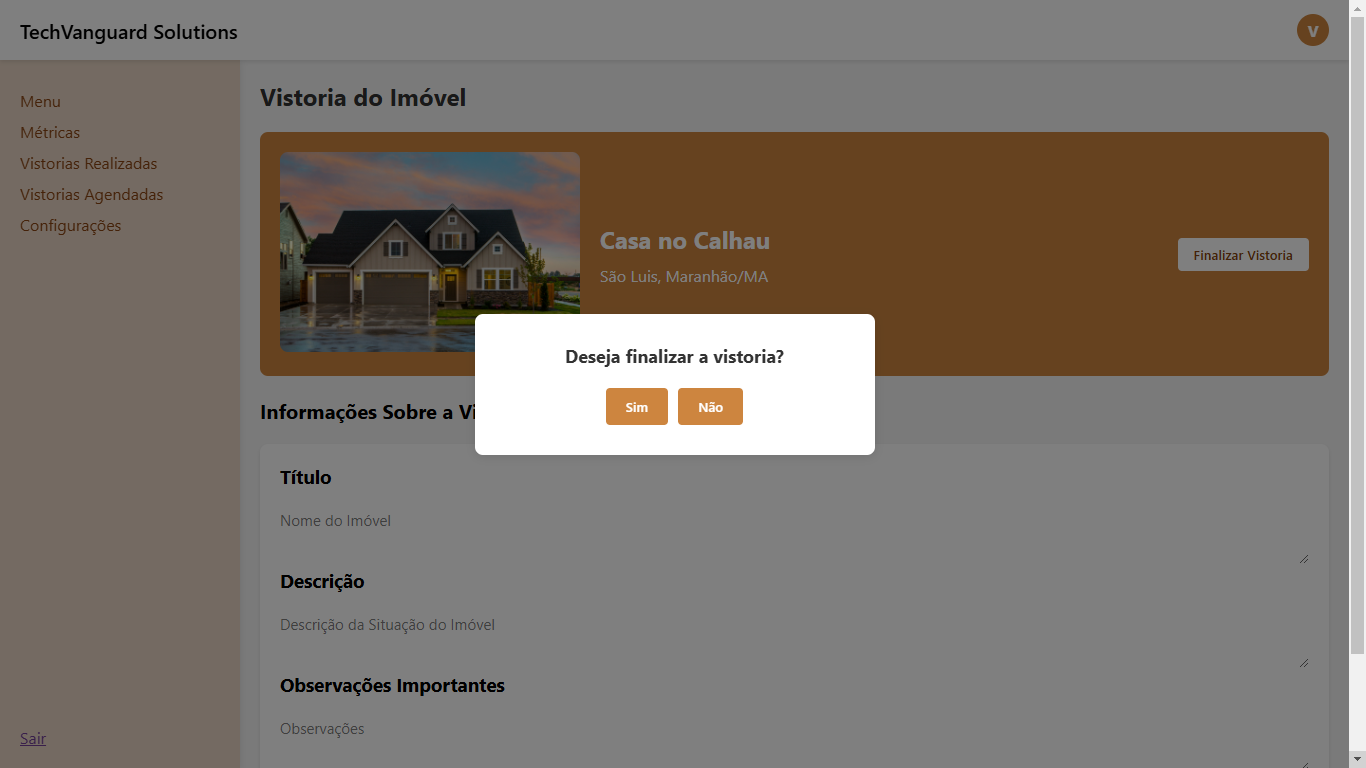 TechVanguard Solutions
V
Menu
Métricas
Vistorias Realizadas
Vistorias Agendadas
Configurações
Sair
Vistoria do Imóvel
Casa no Calhau
São Luis, Maranhão/MA
Finalizar Vistoria
Deseja finalizar a vistoria?
Sim
Não
Informações Sobre a Vi
Título
Nome do Imóvel
Descrição
Descrição da Situação do Imóvel
Observações Importantes
Observações